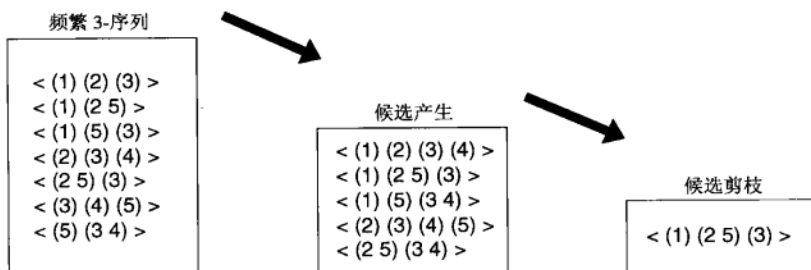 频繁 3-序列
< (1) (2) (3) >
< (1) (2 5) >
< (1) (5) (3) >
< (2) (3) (4) >
< (2 5) (3) >
< (3) (4) (5) >
< (5) (3 4) >
候选产生
< (1) (2) (3) (4) >
< (1) (2 5) (3) >
< (1) (5) (3 4) >
< (2) (3) (4) (5) >
< (2 5) (3 4) >
候选剪枝
< (1) (2 5) (3) >